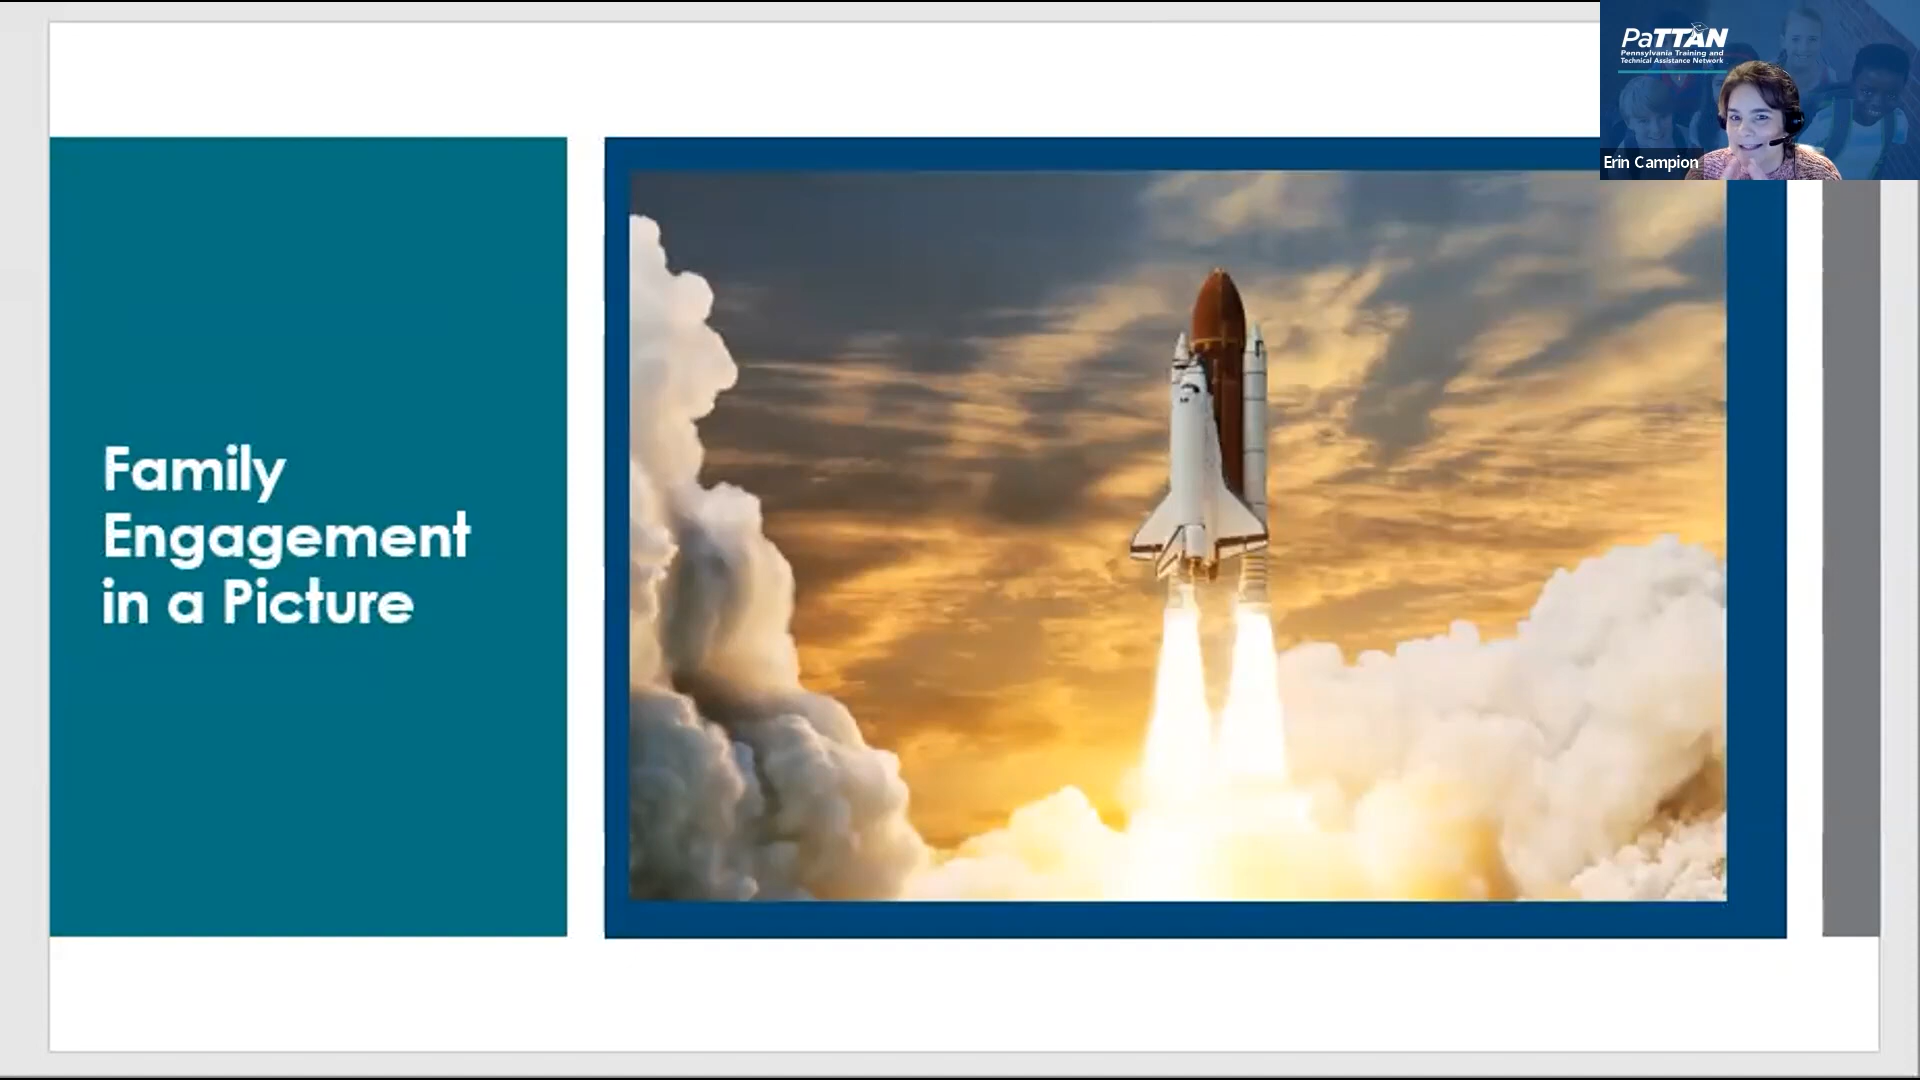 Family
Engagement
in a Picture
PaTTAN
Pennsylvania Training and
Technical Assistance Network
Erin Campion